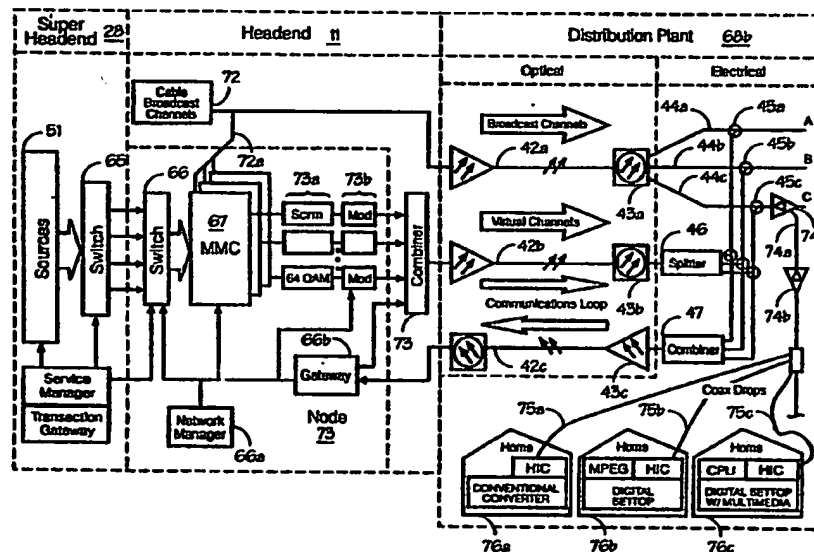 Super Headend 28
Headend 11
Distribution Plant 68b
Optical
Electrical
Cable Broadcast Channels
72
72a
Broadcast Channels
42a
43a
44a
44b
44c
45a
45b
45c
A
B
C
51
Sources
65
Switch
66
Switch
67
MMC
73a
73b
Scrm
Mod
64 QAM
Mod
Combiner
73
Virtual Channels
42b
43b
46
Splitter
74
74a
74b
Communications Loop
42c
43c
47
Combiner
66b
Gateway
Service Manager
Transaction Gateway
Network Manager
66a
Node 73
75a
75b
Coax Drops
75c
Home
HIC
CONVENTIONAL CONVERTER
76a
Home
MPEG
HIC
DIGITAL SETTOP
76b
Home
CPU
HIC
DIGITAL SETTOP W/ MULTIMEDIA
76c